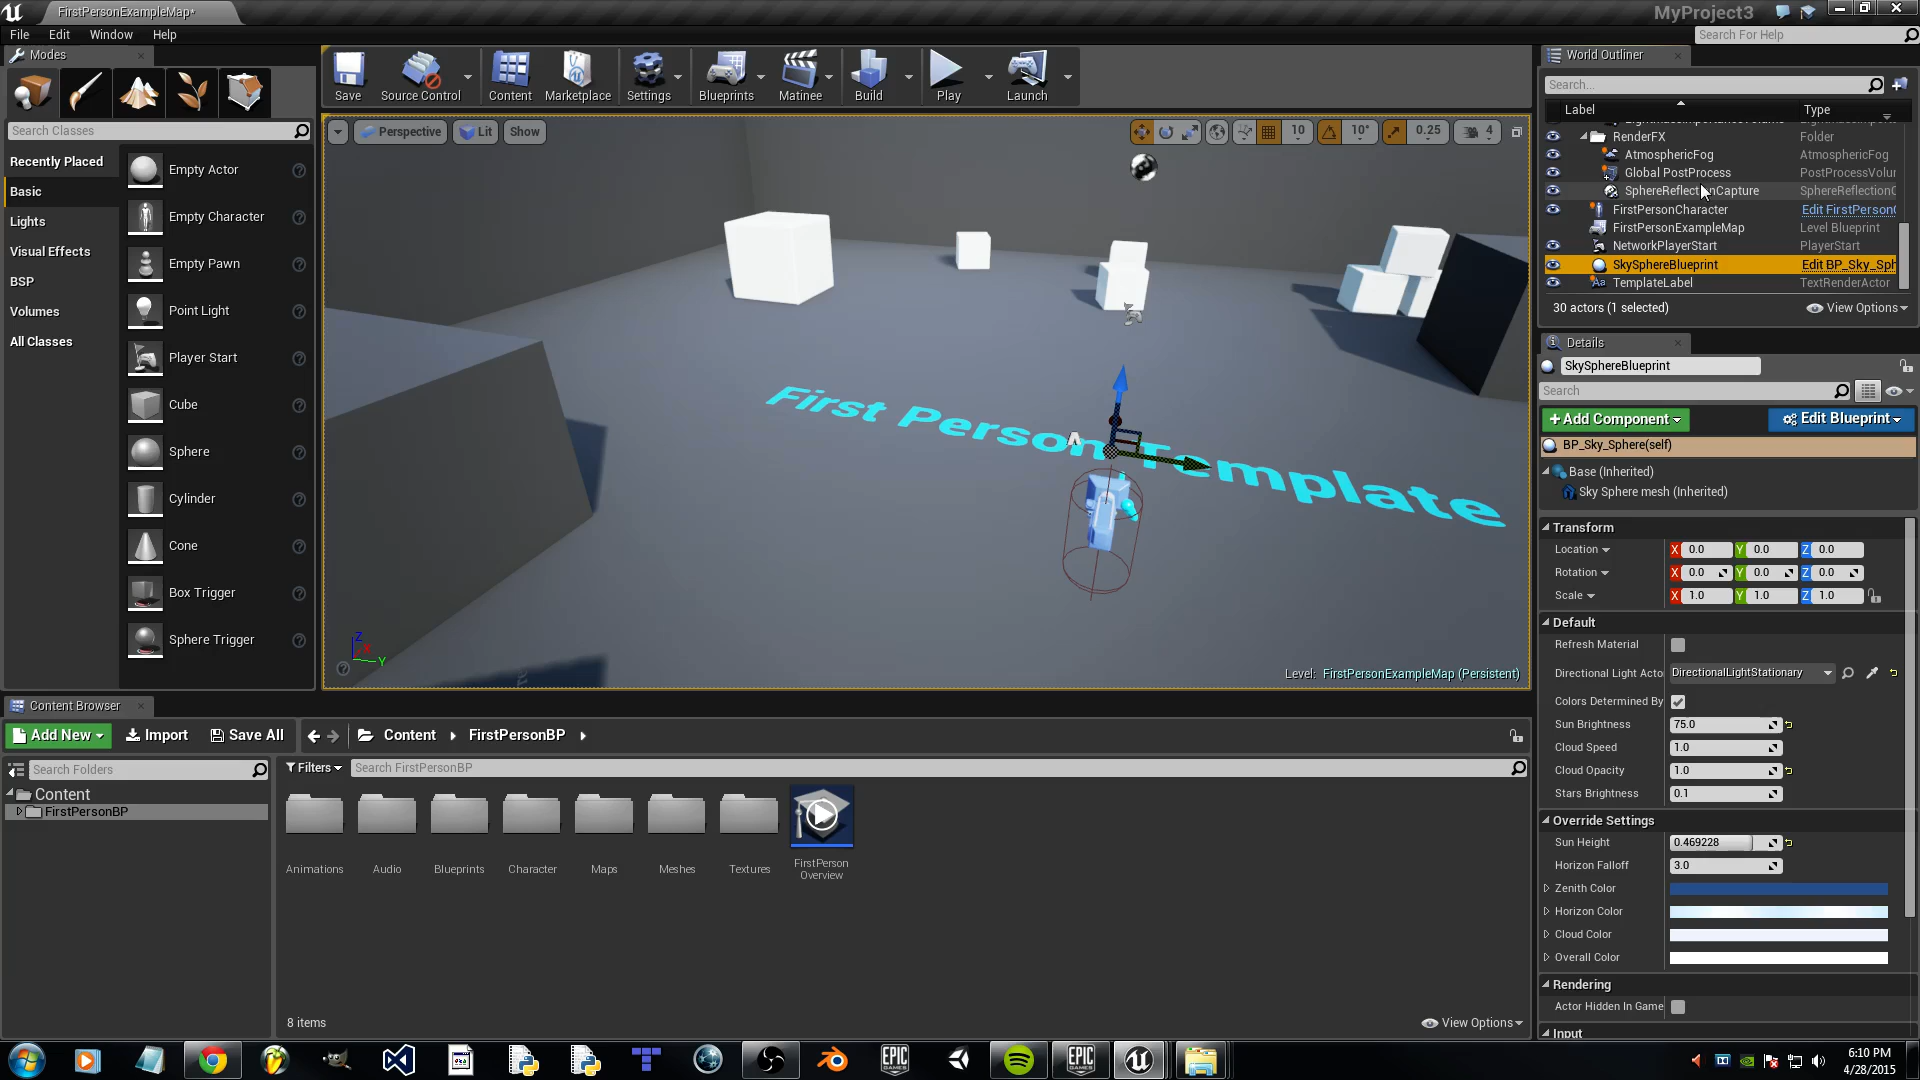 FirstPersonExampleMap*
MyProject3
File Edit Window Help
Search For Help
Modes
Search Classes
Recently Placed
Basic
Lights
Visual Effects
BSP
Volumes
All Classes
Empty Actor
Empty Character
Empty Pawn
Point Light
Player Start
Cube
Sphere
Cylinder
Cone
Box Trigger
Sphere Trigger
Save Source Control Content Marketplace Settings Blueprints Matinee Build Play Launch
Perspective Lit Show
10 10° 0.25 4
First Person Template
Z X Y
Level: FirstPersonExampleMap (Persistent)
World Outliner
Search...
Label Type
RenderFX Folder
AtmosphericFog AtmosphericFog
Global PostProcess PostProcessVolu
SphereReflectionCapture SphereReflectionC
FirstPersonCharacter Edit FirstPerson
FirstPersonExampleMap Level Blueprint
NetworkPlayerStart PlayerStart
SkySphereBlueprint Edit BP_Sky_Sph
TemplateLabel TextRenderActor
30 actors (1 selected) View Options
Details
SkySphereBlueprint
Search
+Add Component Edit Blueprint
BP_Sky_Sphere(self)
Base (Inherited)
Sky Sphere mesh (Inherited)
Transform
Location X 0.0 Y 0.0 Z 0.0
Rotation X 0.0 Y 0.0 Z 0.0
Scale X 1.0 Y 1.0 Z 1.0
Default
Refresh Material
Directional Light Acto DirectionalLightStationary
Colors Determined By
Sun Brightness 75.0
Cloud Speed 1.0
Cloud Opacity 1.0
Stars Brightness 0.1
Override Settings
Sun Height 0.469228
Horizon Falloff 3.0
Zenith Color
Horizon Color
Cloud Color
Overall Color
Rendering
Actor Hidden In Game
Input
Content Browser
Add New Import Save All Content FirstPersonBP
Search Folders
Content
FirstPersonBP
Filters Search FirstPersonBP
Animations Audio Blueprints Character Maps Meshes Textures FirstPerson
Overview
8 items View Options
EPIC
GAMES
EPIC
GAMES
6:10 PM
4/28/2015